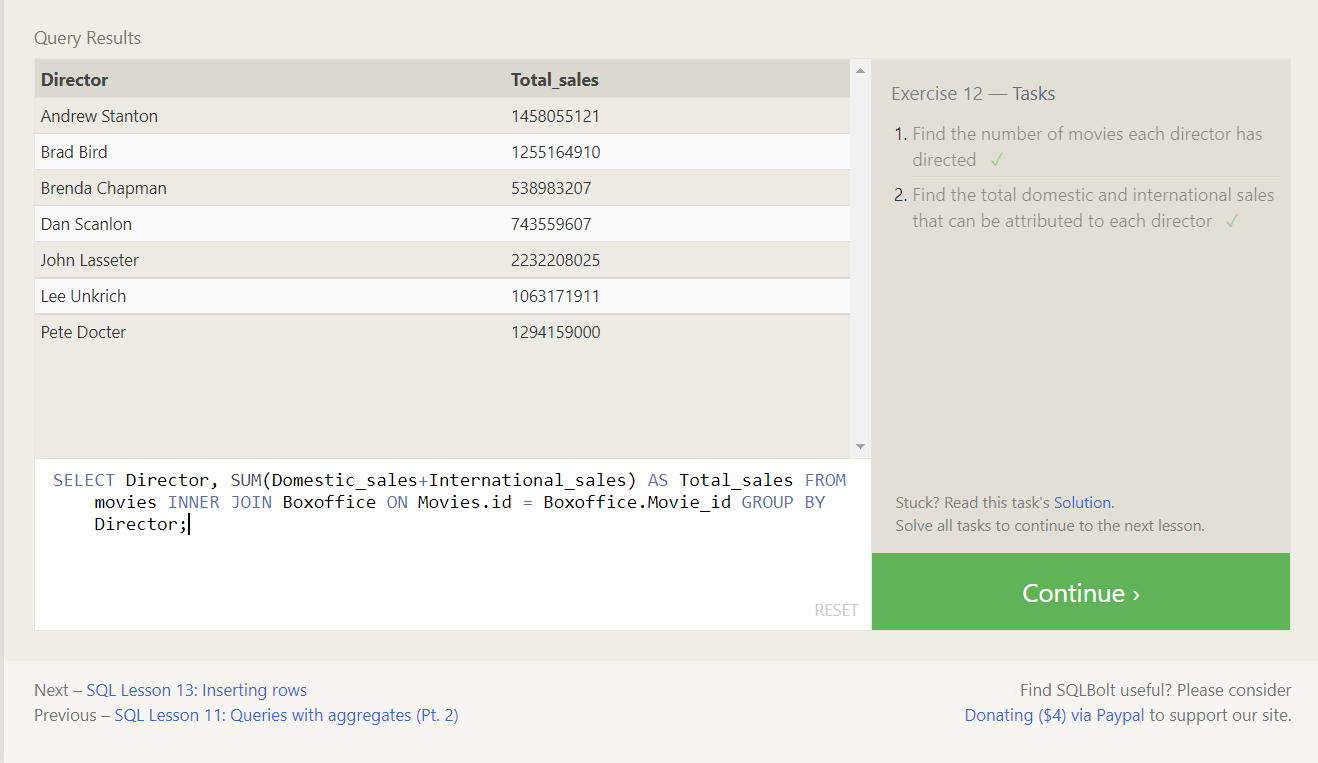 Query Results
Director Total_sales
Andrew Stanton 1458055121
Brad Bird 1255164910
Brenda Chapman 538983207
Dan Scanlon 743559607
John Lasseter 2232208025
Lee Unkrich 1063171911
Pete Docter 1294159000
SELECT Director, SUM(Domestic_sales+International_sales) AS Total_sales FROM
movies INNER JOIN Boxoffice ON Movies.id = Boxoffice.Movie_id GROUP BY
Director;
RESET
Exercise 12 — Tasks
1. Find the number of movies each director has
directed ✓
2. Find the total domestic and international sales
that can be attributed to each director ✓
Stuck? Read this task's Solution.
Solve all tasks to continue to the next lesson.
Continue ›
Next – SQL Lesson 13: Inserting rows
Previous – SQL Lesson 11: Queries with aggregates (Pt. 2)
Find SQLBolt useful? Please consider
Donating ($4) via Paypal to support our site.